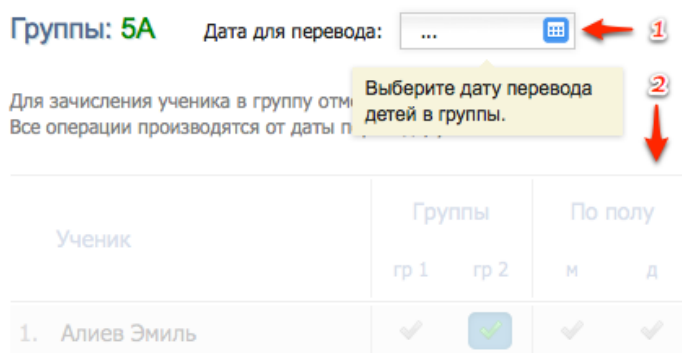 Группы: 5А Дата для перевода: ... 1
Выберите дату перевода
детей в группы.
2
Для зачисления ученика в группу
Все операции производятся от даты
Ученик Группы По полу
гр 1 гр 2 м д
1. Алиев Эмиль